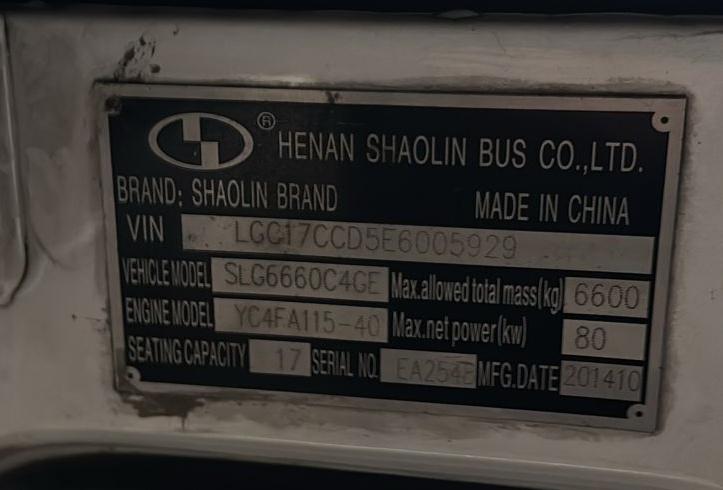 ® HENAN SHAOLIN BUS CO.,LTD.
BRAND: SHAOLIN BRAND MADE IN CHINA
VIN LGC17CCD5E6005929
VEHICLE MODEL SLG6660C4GE Max.allowed total mass(kg) 6600
ENGINE MODEL YC4FA115-40 Max.net power(kw) 80
SEATING CAPACITY 17 SERIAL NO. EA254B MFG.DATE 201410